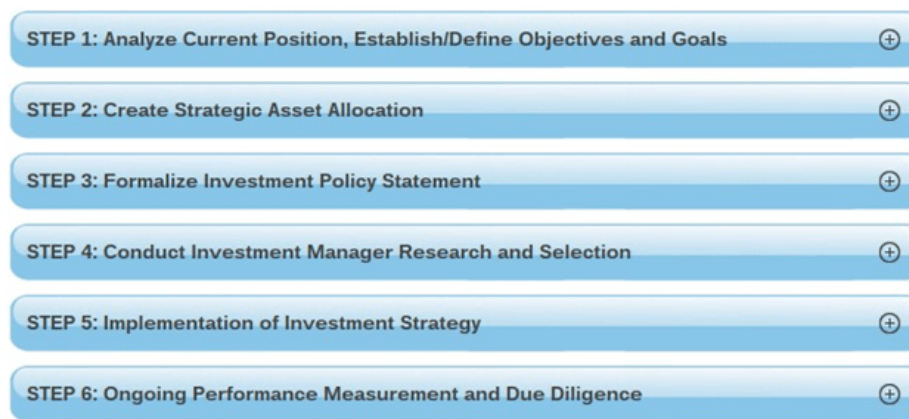 STEP 1: Analyze Current Position, Establish/Define Objectives and Goals
STEP 2: Create Strategic Asset Allocation
STEP 3: Formalize Investment Policy Statement
STEP 4: Conduct Investment Manager Research and Selection
STEP 5: Implementation of Investment Strategy
STEP 6: Ongoing Performance Measurement and Due Diligence